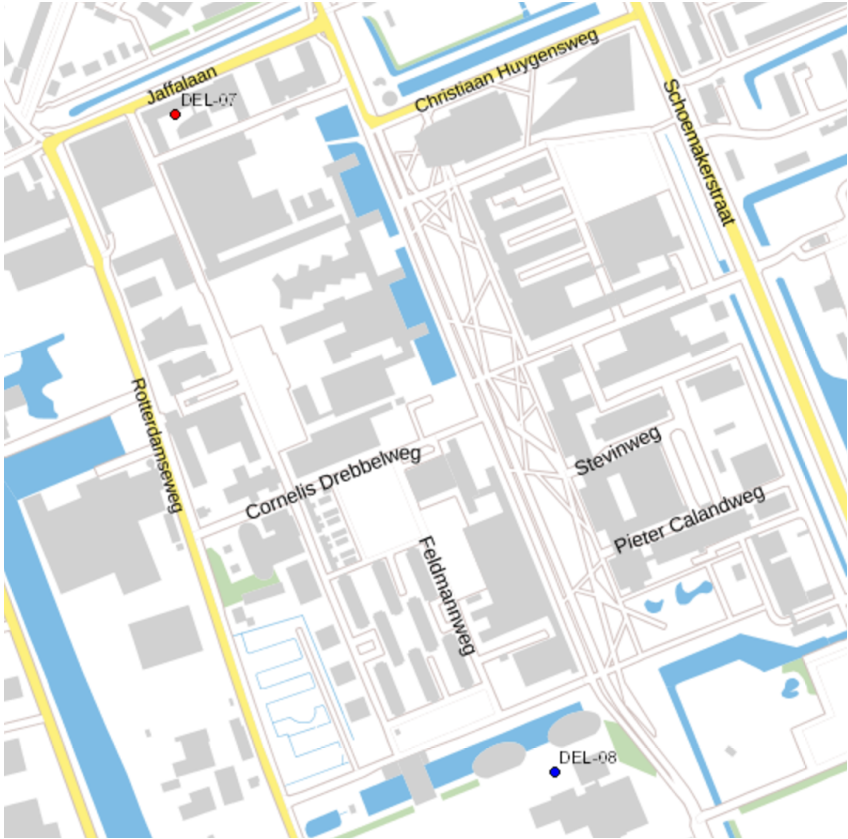 Jaffalaan
DEL-07
Christiaan Huygensweg
Schoemakerstraat
Rotterdamseweg
Cornelis Drebbelweg
Stevinweg
Pieter Calandweg
Feldmannweg
DEL-08